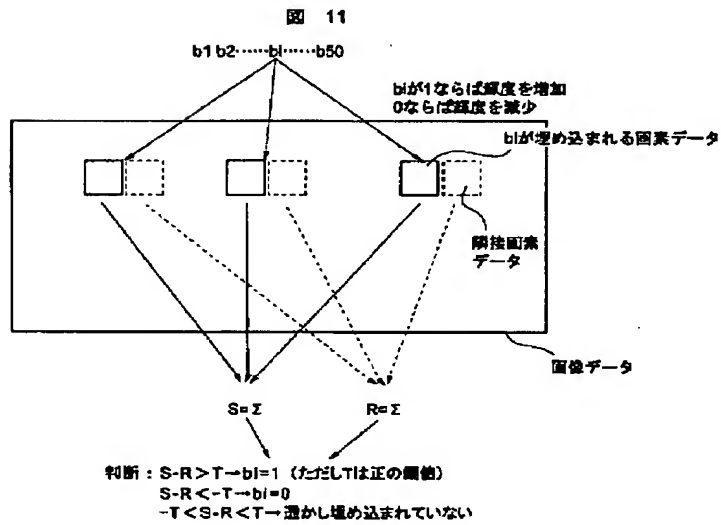 図 11
b1 b2……bi……b50
biが1ならば輝度を増加
0ならば輝度を減少
biが埋め込まれる画素データ
隣接画素
データ
画像データ
S=Σ
R=Σ
判断：S-R＞T→bi=1（ただしTは正の閾値）
S-R＜-T→bi=0
-T＜S-R＜T→透かし埋め込まれていない